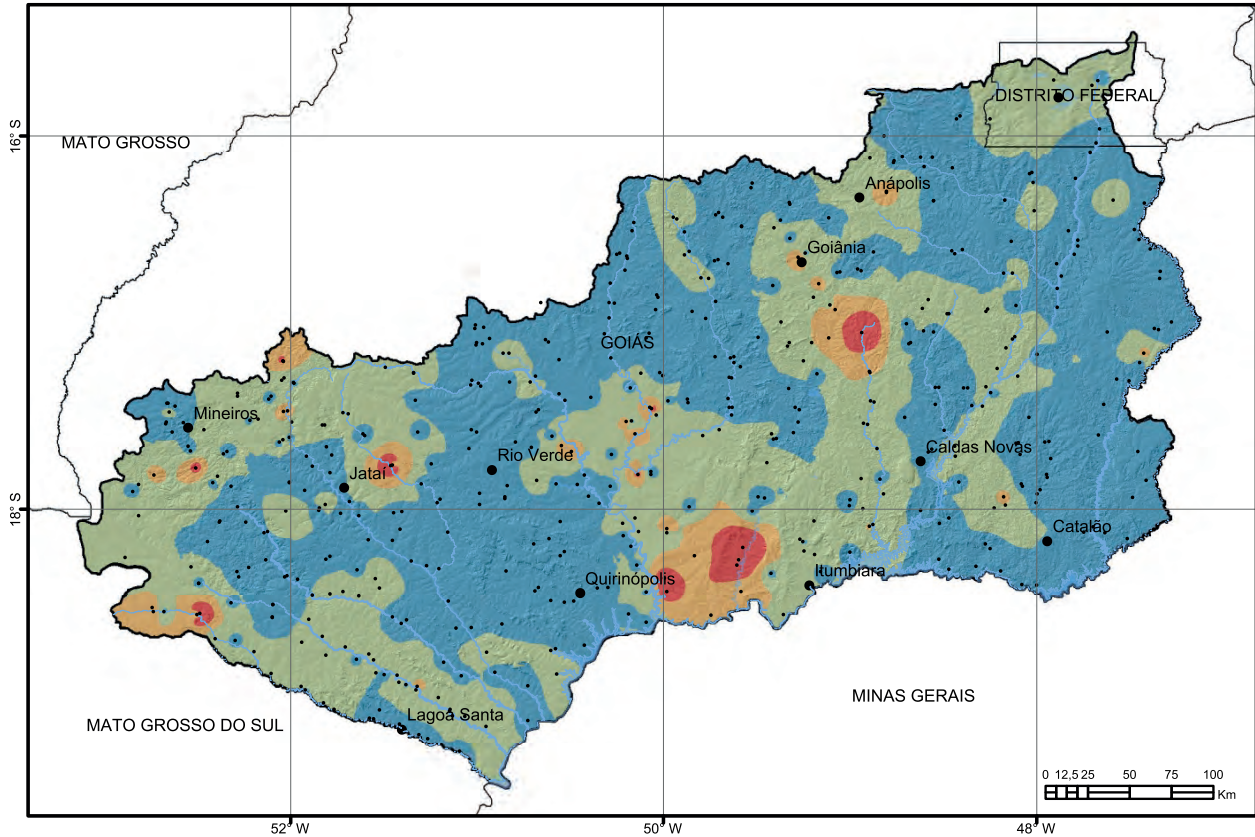 DISTRITO FEDERAL
16° S
MATO GROSSO
Anápolis
Goiânia
GOIÁS
Mineiros
Caldas Novas
Rio Verde
Jataí
18° S
Catalão
Itumbiara
Quirinópolis
MINAS GERAIS
Lagoa Santa
MATO GROSSO DO SUL
0 12,5 25 50 75 100
Km
52° W 50° W 48° W